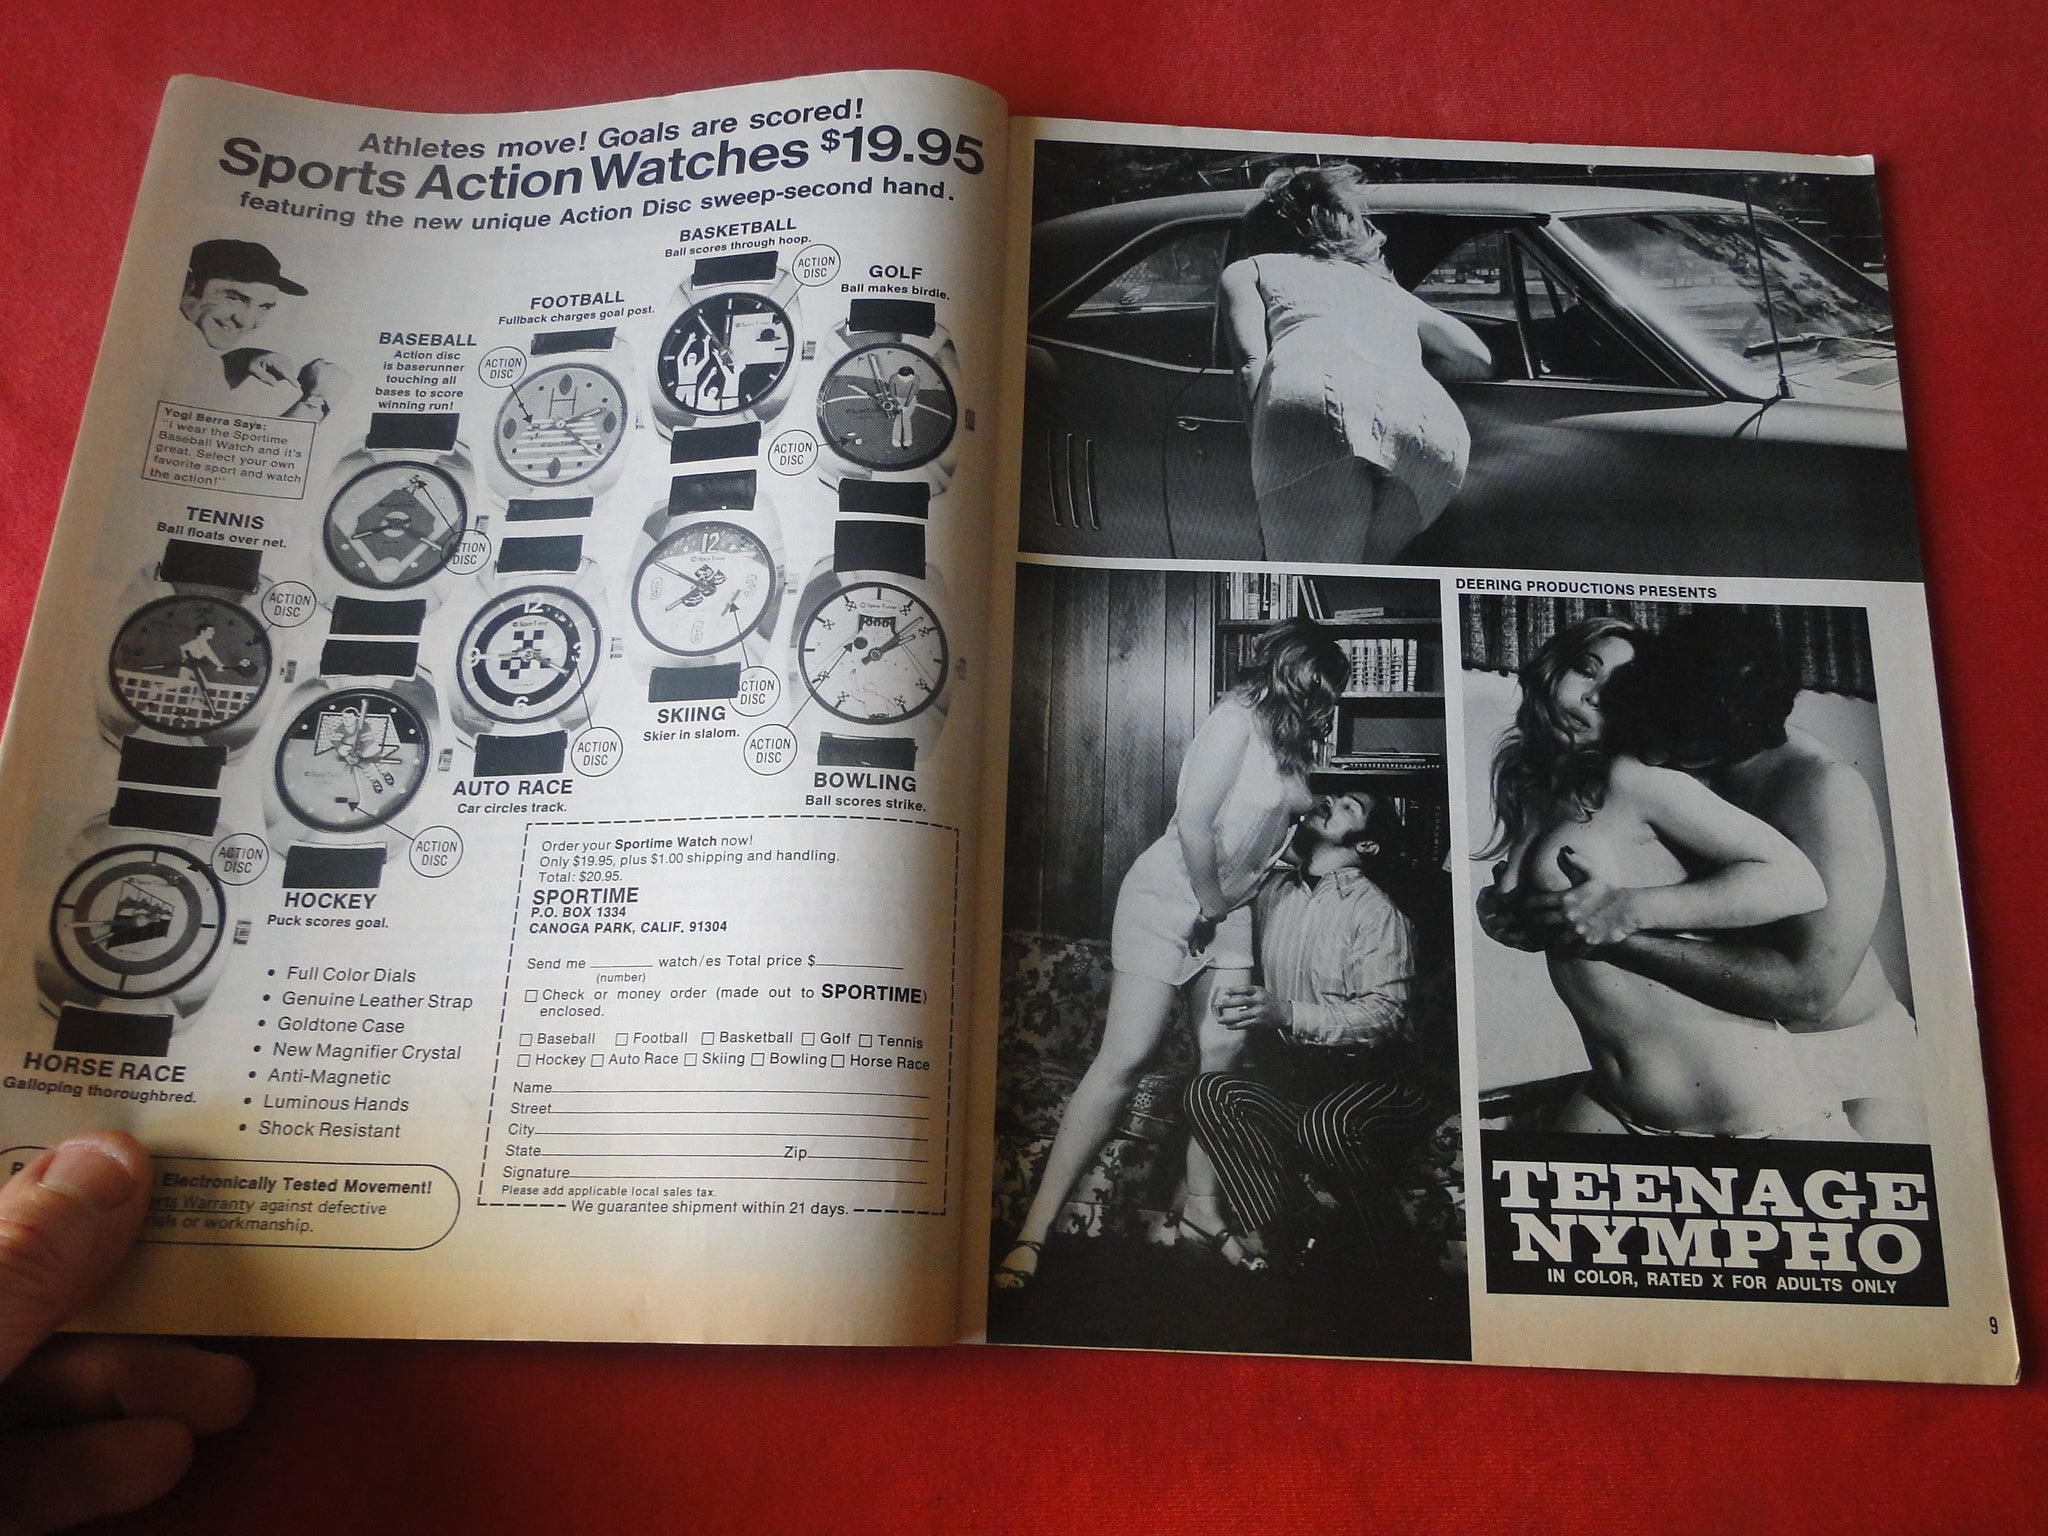 Athletes move! Goals are scored!
Sports Action Watches $19.95
featuring the new unique Action Disc sweep-second hand.
BASKETBALL
Ball scores through hoop.
ACTION
DISC
GOLF
Ball makes birdie.
FOOTBALL
Fullback charges goal post.
ACTION
DISC
BASEBALL
Action disc
is baserunner
touching all
bases to score
winning run!
Yogi Berra Says:
"I wear the Sportime
Baseball Watch and it's
great. Select your own
favorite sport and watch
the action!"
ACTION
DISC
TENNIS
Ball floats over net.
ACTION
DISC
ACTION
DISC
12
9
3
6
12
6
ACTION
DISC
SKIING
Skier in slalom.
ACTION
DISC
ACTION
DISC
BOWLING
Ball scores strike.
AUTO RACE
Car circles track.
ACTION
DISC
ACTION
DISC
HOCKEY
Puck scores goal.
HORSE RACE
Galloping thoroughbred.
• Full Color Dials
• Genuine Leather Strap
• Goldtone Case
• New Magnifier Crystal
• Anti-Magnetic
• Luminous Hands
• Shock Resistant
Electronically Tested Movement!
Warranty against defective
or workmanship.
Order your Sportime Watch now!
Only $19.95, plus $1.00 shipping and handling.
Total: $20.95.
SPORTIME
P.O. BOX 1334
CANOGA PARK, CALIF. 91304
Send me ______ watch/es Total price $______
(number)
☐ Check or money order (made out to SPORTIME)
enclosed.
☐ Baseball ☐ Football ☐ Basketball ☐ Golf ☐ Tennis
☐ Hockey ☐ Auto Race ☐ Skiing ☐ Bowling ☐ Horse Race
Name
Street
City
State Zip
Signature
Please add applicable local sales tax.
We guarantee shipment within 21 days.
DEERING PRODUCTIONS PRESENTS
TEENAGE
NYMPHO
IN COLOR, RATED X FOR ADULTS ONLY
9